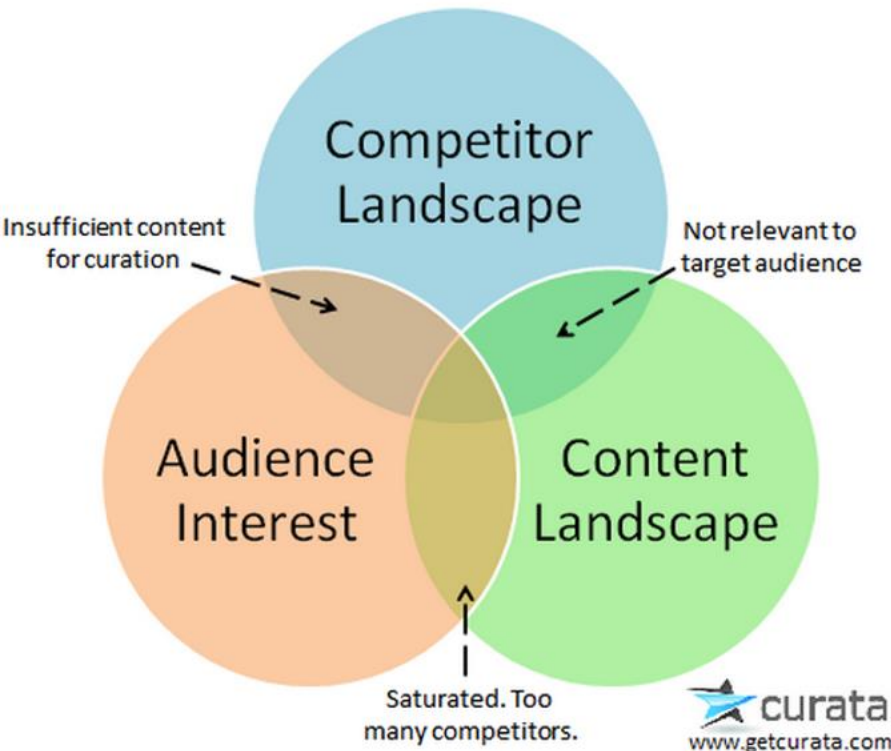 Competitor
Landscape
Insufficient content
for curation
Not relevant to
target audience
Audience
Interest
Content
Landscape
Saturated. Too
many competitors.
curata
www.getcurata.com